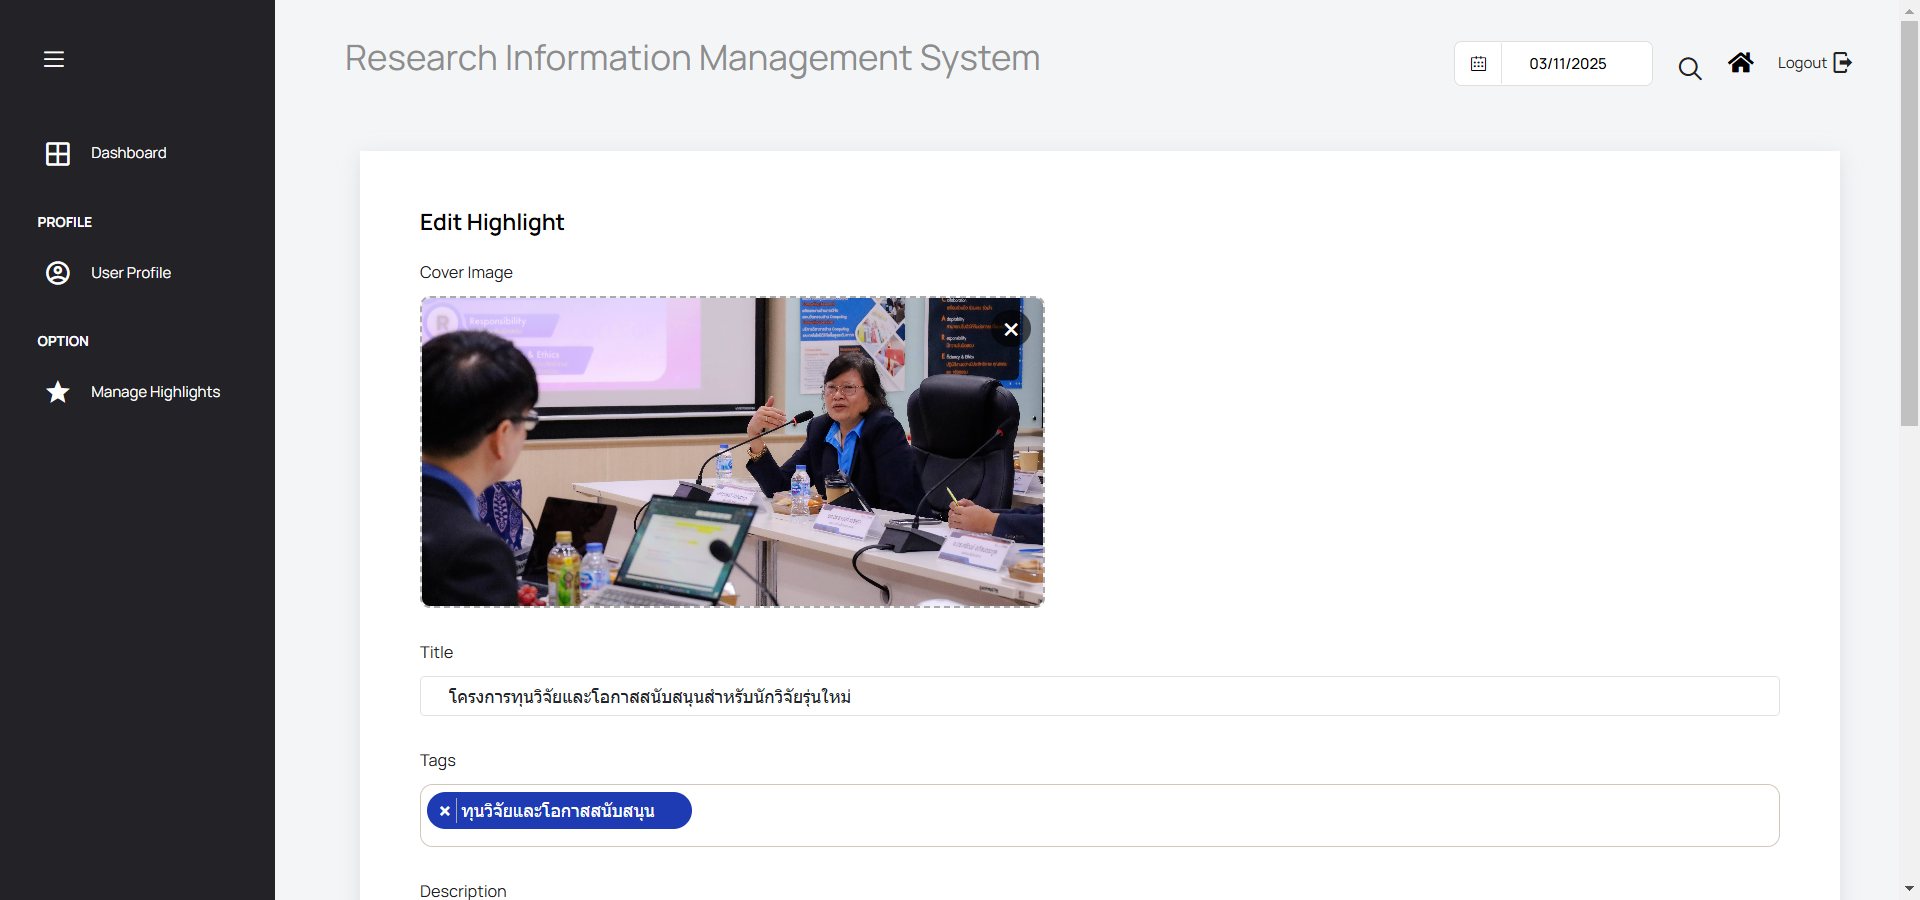 Research Information Management System
03/11/2025
Logout
Dashboard
PROFILE
User Profile
OPTION
Manage Highlights
Edit Highlight
Cover Image
R
Responsibility
& Ethics
Title
โครงการทุนวิจัยและโอกาสสนับสนุนสำหรับนักวิจัยรุ่นใหม่
Tags
× ทุนวิจัยและโอกาสสนับสนุน
Description